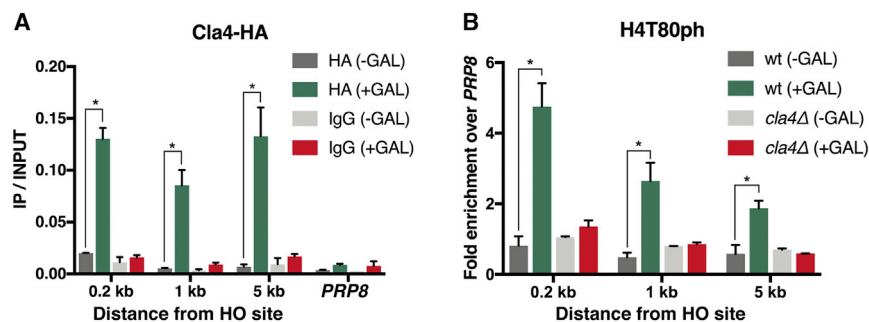 A
Cla4-HA
IP / INPUT
0.20
0.15
0.10
0.05
0.00
*
*
*
HA (-GAL)
HA (+GAL)
IgG (-GAL)
IgG (+GAL)
0.2 kb 1 kb 5 kb PRP8
Distance from HO site
B
H4T80ph
Fold enrichment over PRP8
6
4
2
0
*
*
*
wt (-GAL)
wt (+GAL)
cla4Δ (-GAL)
cla4Δ (+GAL)
0.2 kb 1 kb 5 kb
Distance from HO site